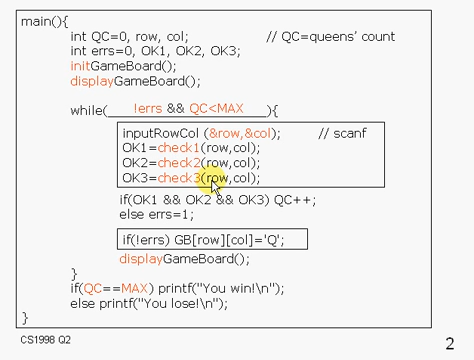 main(){
int QC=0, row, col; // QC=queens' count
int errs=0, OK1, OK2, OK3;
initGameBoard();
displayGameBoard();
while(____!errs && QC<MAX____){
inputRowCol (&row,&col); // scanf
OK1=check1(row,col);
OK2=check2(row,col);
OK3=check3(row,col);
if(OK1 && OK2 && OK3) QC++;
else errs=1;
if(!errs) GB[row][col]='Q';
displayGameBoard();
}
if(QC==MAX) printf("You win!\n");
else printf("You lose!\n");
}
CS1998 Q2
2